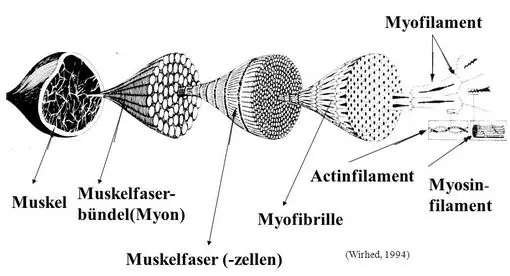 Myofilament
Muskel
Muskelfaser-
bündel(Myon)
Muskelfaser (-zellen)
Myofibrille
Actinfilament
Myosin-
filament
(Wirhed, 1994)